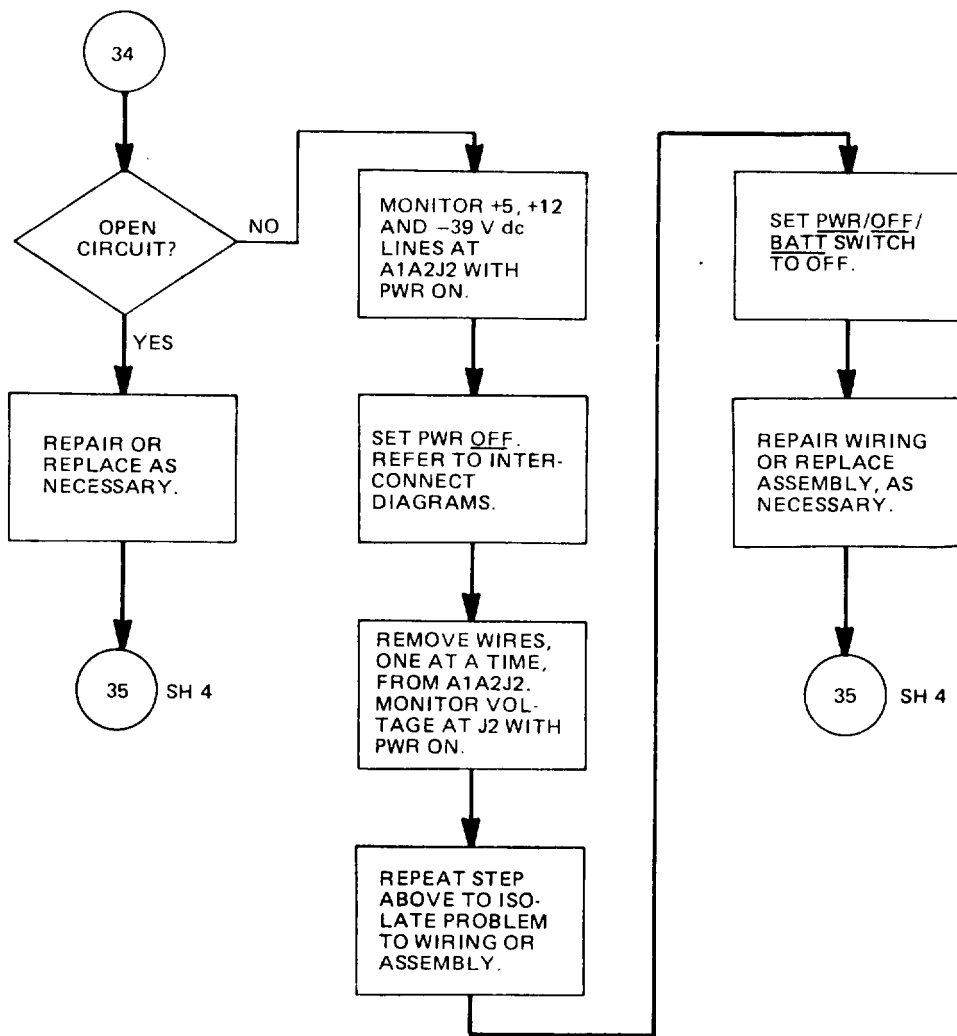 34
OPEN
CIRCUIT?
NO
YES
REPAIR OR
REPLACE AS
NECESSARY.
35 SH 4
MONITOR +5, +12
AND −39 V dc
LINES AT
A1A2J2 WITH
PWR ON.
SET PWR OFF.
REFER TO INTER-
CONNECT
DIAGRAMS.
REMOVE WIRES,
ONE AT A TIME,
FROM A1A2J2.
MONITOR VOL-
TAGE AT J2 WITH
PWR ON.
REPEAT STEP
ABOVE TO ISO-
LATE PROBLEM
TO WIRING OR
ASSEMBLY.
SET PWR/OFF/
BATT SWITCH
TO OFF.
REPAIR WIRING
OR REPLACE
ASSEMBLY, AS
NECESSARY.
35 SH 4